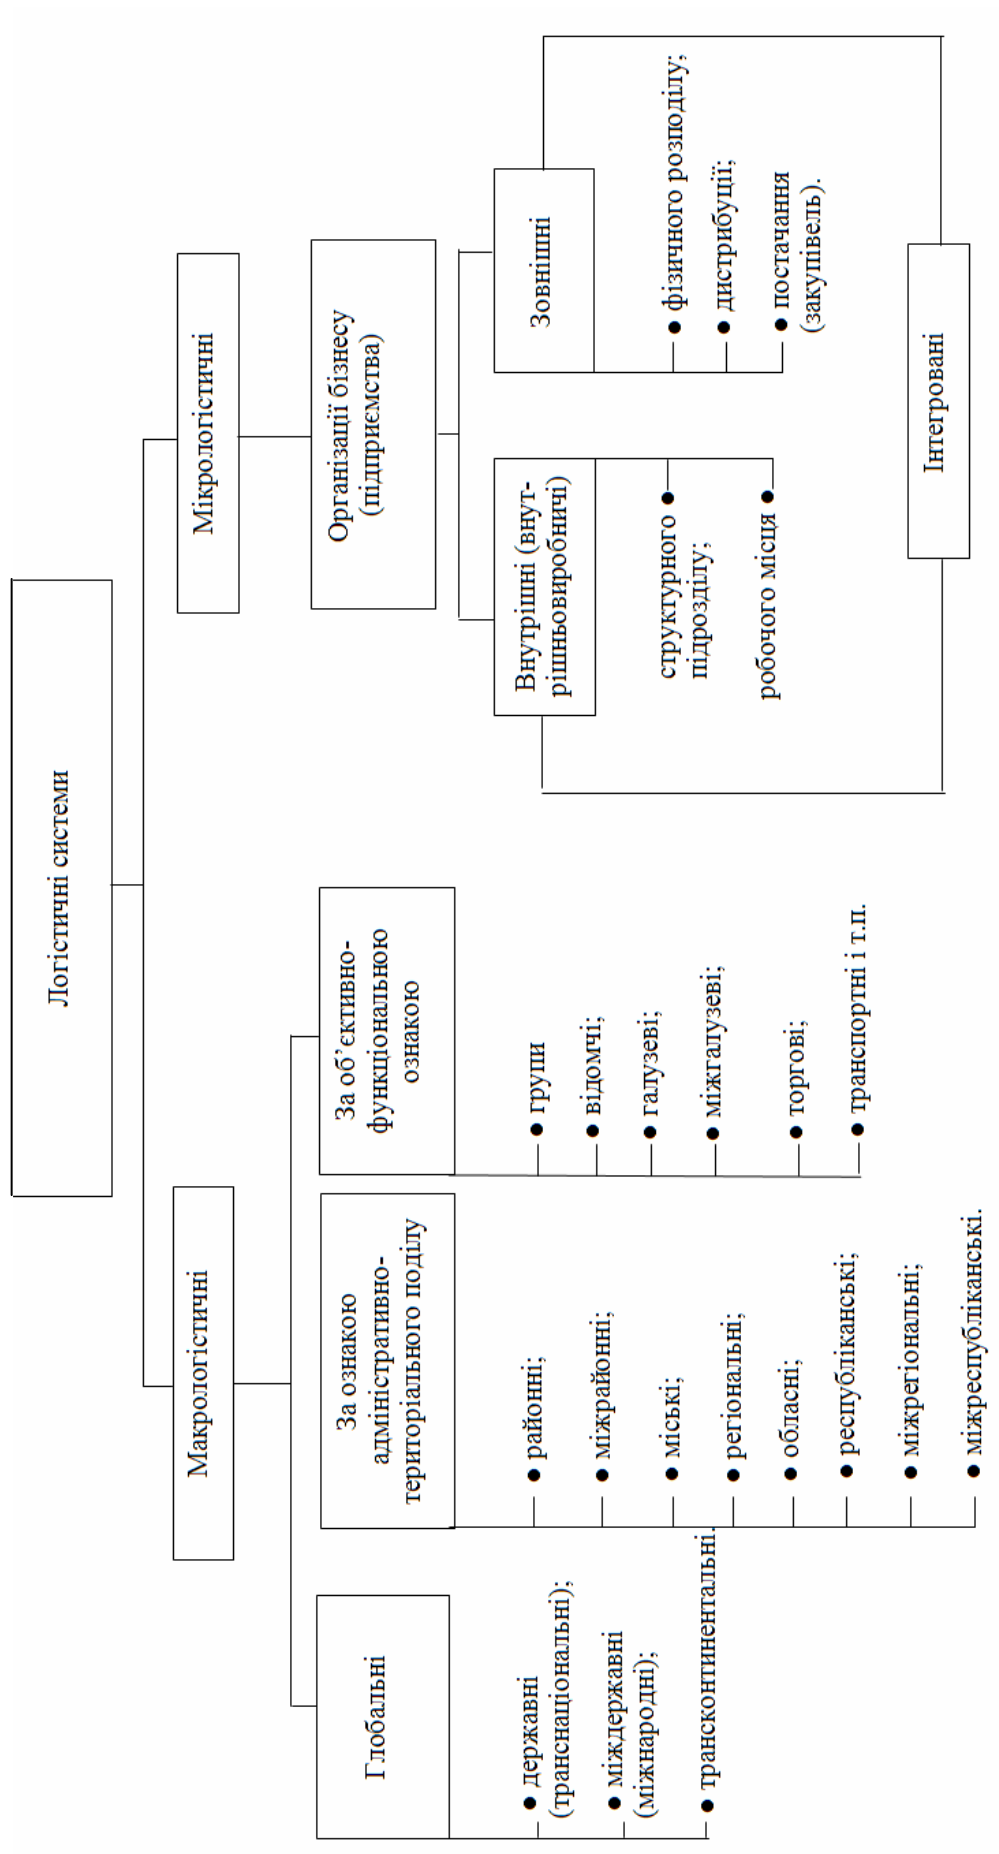 Логістичні системи
Макрологістичні
Мікрологістичні
Глобальні
За ознакою
адміністративно-
територіального поділу
За об’єктивно-
функціональною
ознакою
Організації бізнесу
(підприємства)
● державні
(транснаціональні);
● міждержавні
(міжнародні);
● трансконтинентальні.
● районні;
● міжрайонні;
● міські;
● регіональні;
● обласні;
● республіканські;
● міжрегіональні;
● міжреспубліканські.
● групи
● відомчі;
● галузеві;
● міжгалузеві;
● торгові;
● транспортні і т.п.
Внутрішні (внут-
рішньовиробничі)
структурного ●
підрозділу;
робочого місця ●
Зовнішні
● фізичного розподілу;
● дистрибуції;
● постачання
(закупівель).
Інтегровані